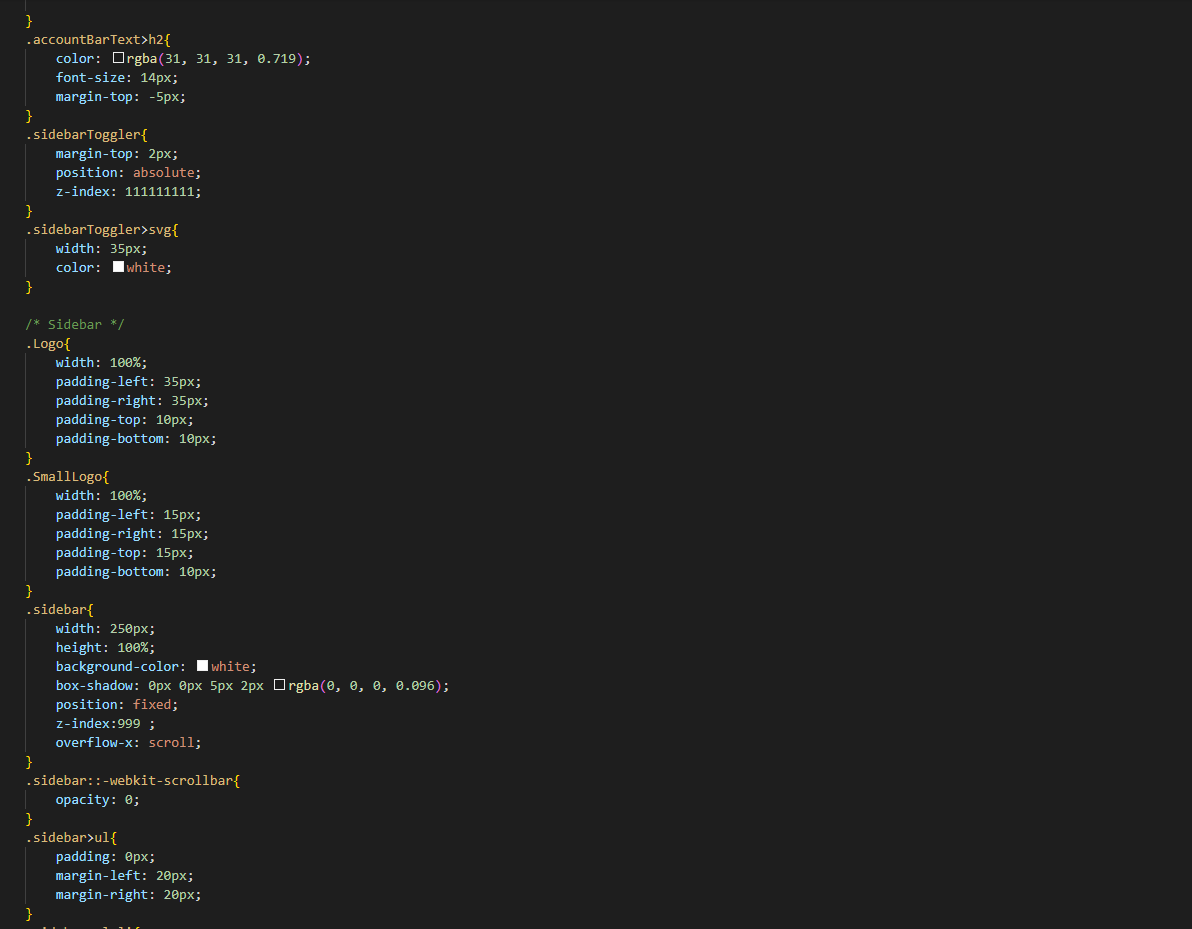 }
.accountBarText>h2{
    color: rgba(31, 31, 31, 0.719);
    font-size: 14px;
    margin-top: -5px;
}
.sidebarToggler{
    margin-top: 2px;
    position: absolute;
    z-index: 111111111;
}
.sidebarToggler>svg{
    width: 35px;
    color: white;
}

/* Sidebar */
.Logo{
    width: 100%;
    padding-left: 35px;
    padding-right: 35px;
    padding-top: 10px;
    padding-bottom: 10px;
}
.SmallLogo{
    width: 100%;
    padding-left: 15px;
    padding-right: 15px;
    padding-top: 15px;
    padding-bottom: 10px;
}
.sidebar{
    width: 250px;
    height: 100%;
    background-color: white;
    box-shadow: 0px 0px 5px 2px rgba(0, 0, 0, 0.096);
    position: fixed;
    z-index:999 ;
    overflow-x: scroll;
}
.sidebar::-webkit-scrollbar{
    opacity: 0;
}
.sidebar>ul{
    padding: 0px;
    margin-left: 20px;
    margin-right: 20px;
}